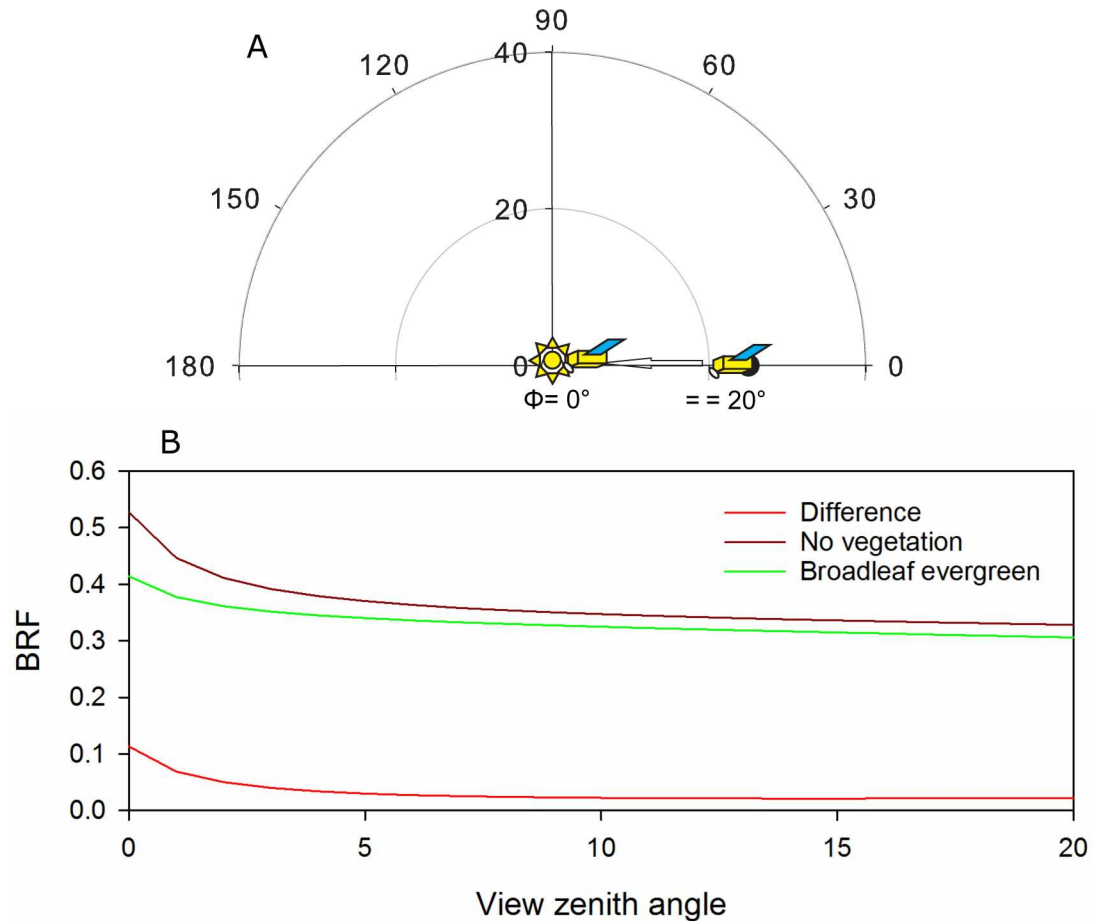 A
90
120
40
60
150
20
30
180
0
0
Φ= 0°
= = 20°
B
0.6
0.5
0.4
0.3
0.2
0.1
0.0
BRF
Difference
No vegetation
Broadleaf evergreen
0
5
10
15
20
View zenith angle